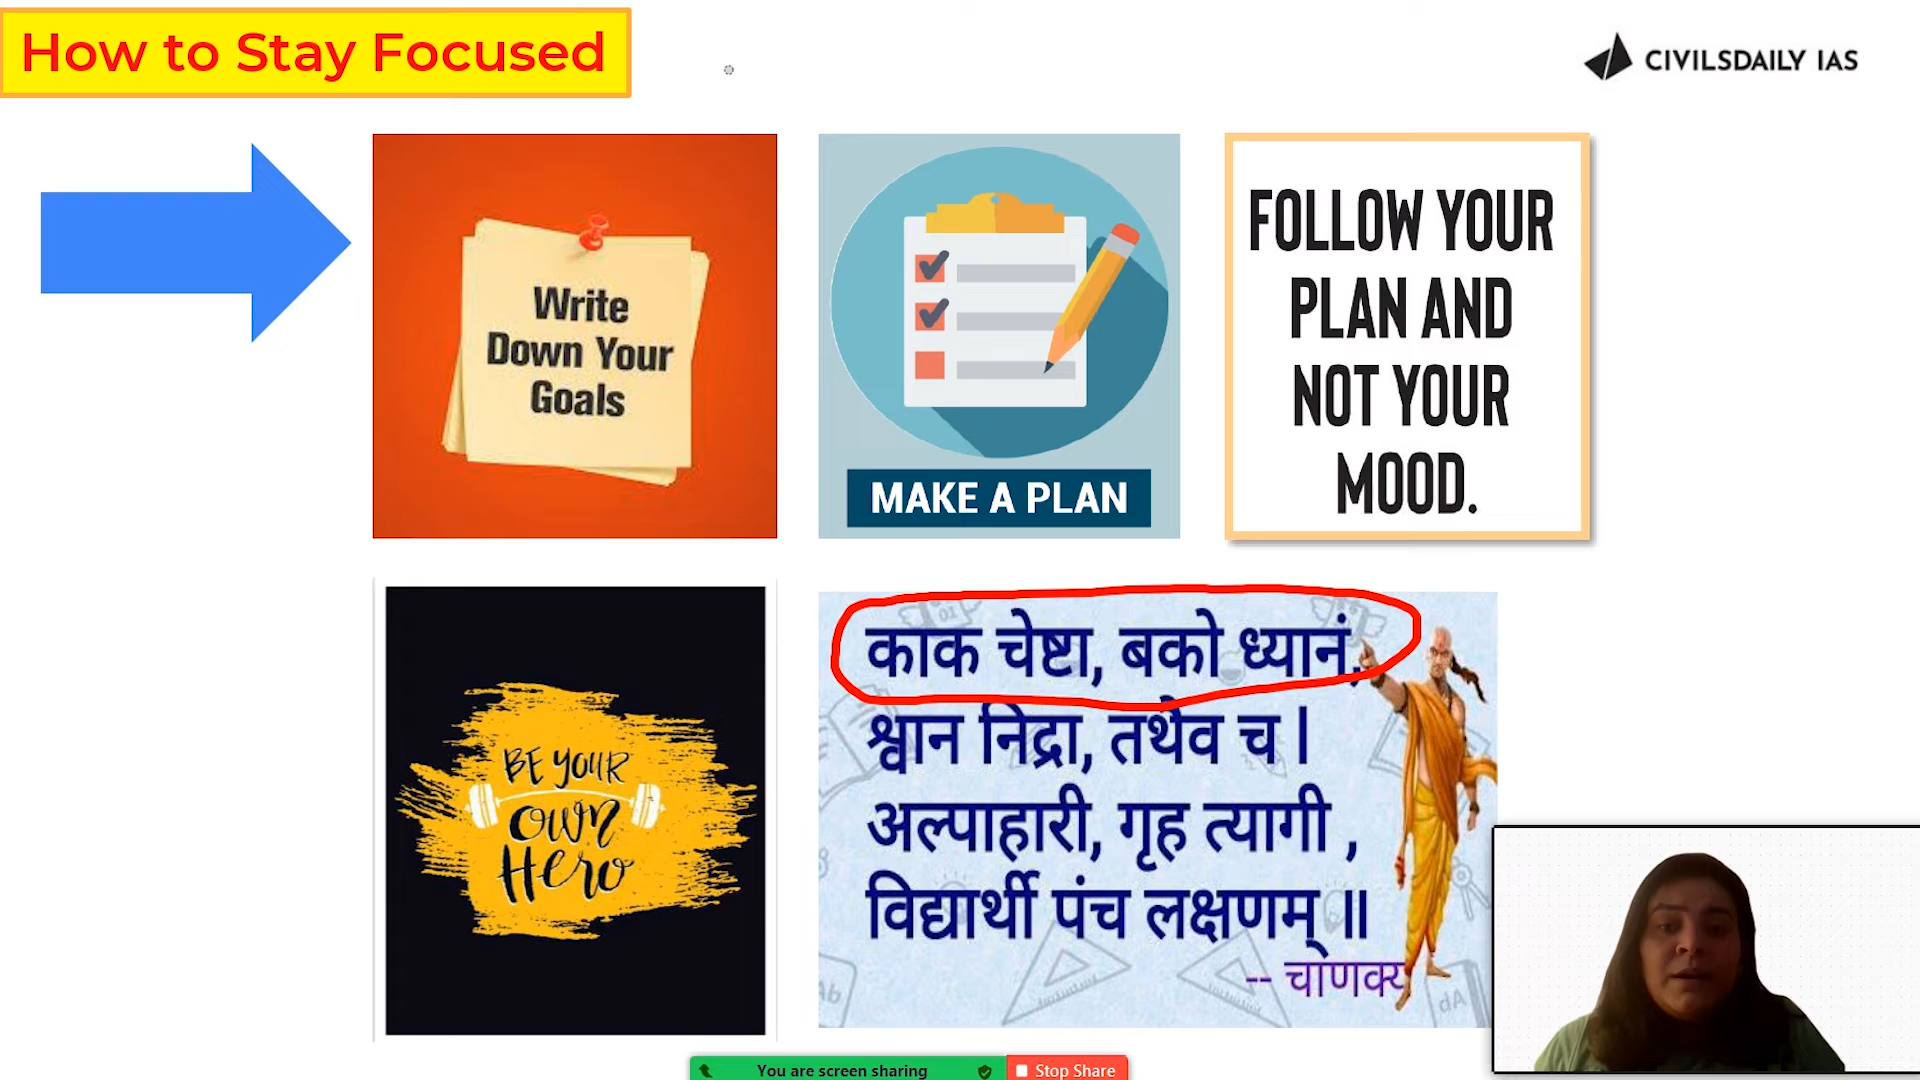 How to Stay Focused
CIVILSDAILY IAS
Write
Down Your
Goals
MAKE A PLAN
FOLLOW YOUR
PLAN AND
NOT YOUR
MOOD.
BE YOUR
OWN
Hero
काक चेष्टा, बको ध्यानं,
श्वान निद्रा, तथैव च |
अल्पाहारी, गृह त्यागी ,
विद्यार्थी पंच लक्षणम् ॥
-- चाणक्य
You are screen sharing
Stop Share